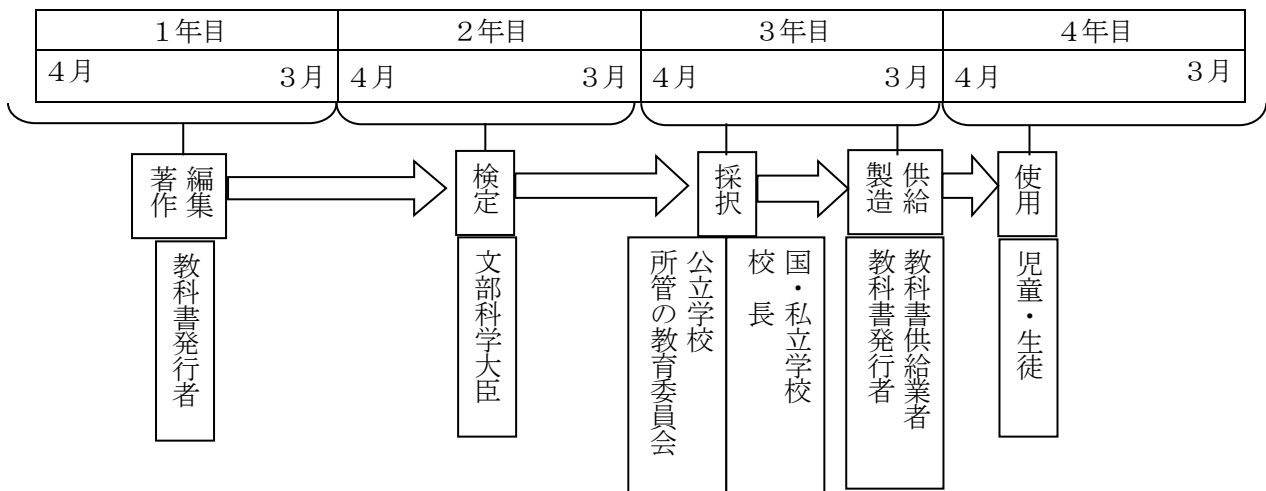 １年目
２年目
３年目
４年目
４月
３月
４月
３月
４月
３月
４月
３月
編集
著作
検定
採択
供給
製造
使用
教科書発行者
文部科学大臣
公立学校
所管の教育委員会
国・私立学校
校長
教科書供給業者
教科書発行者
児童・生徒